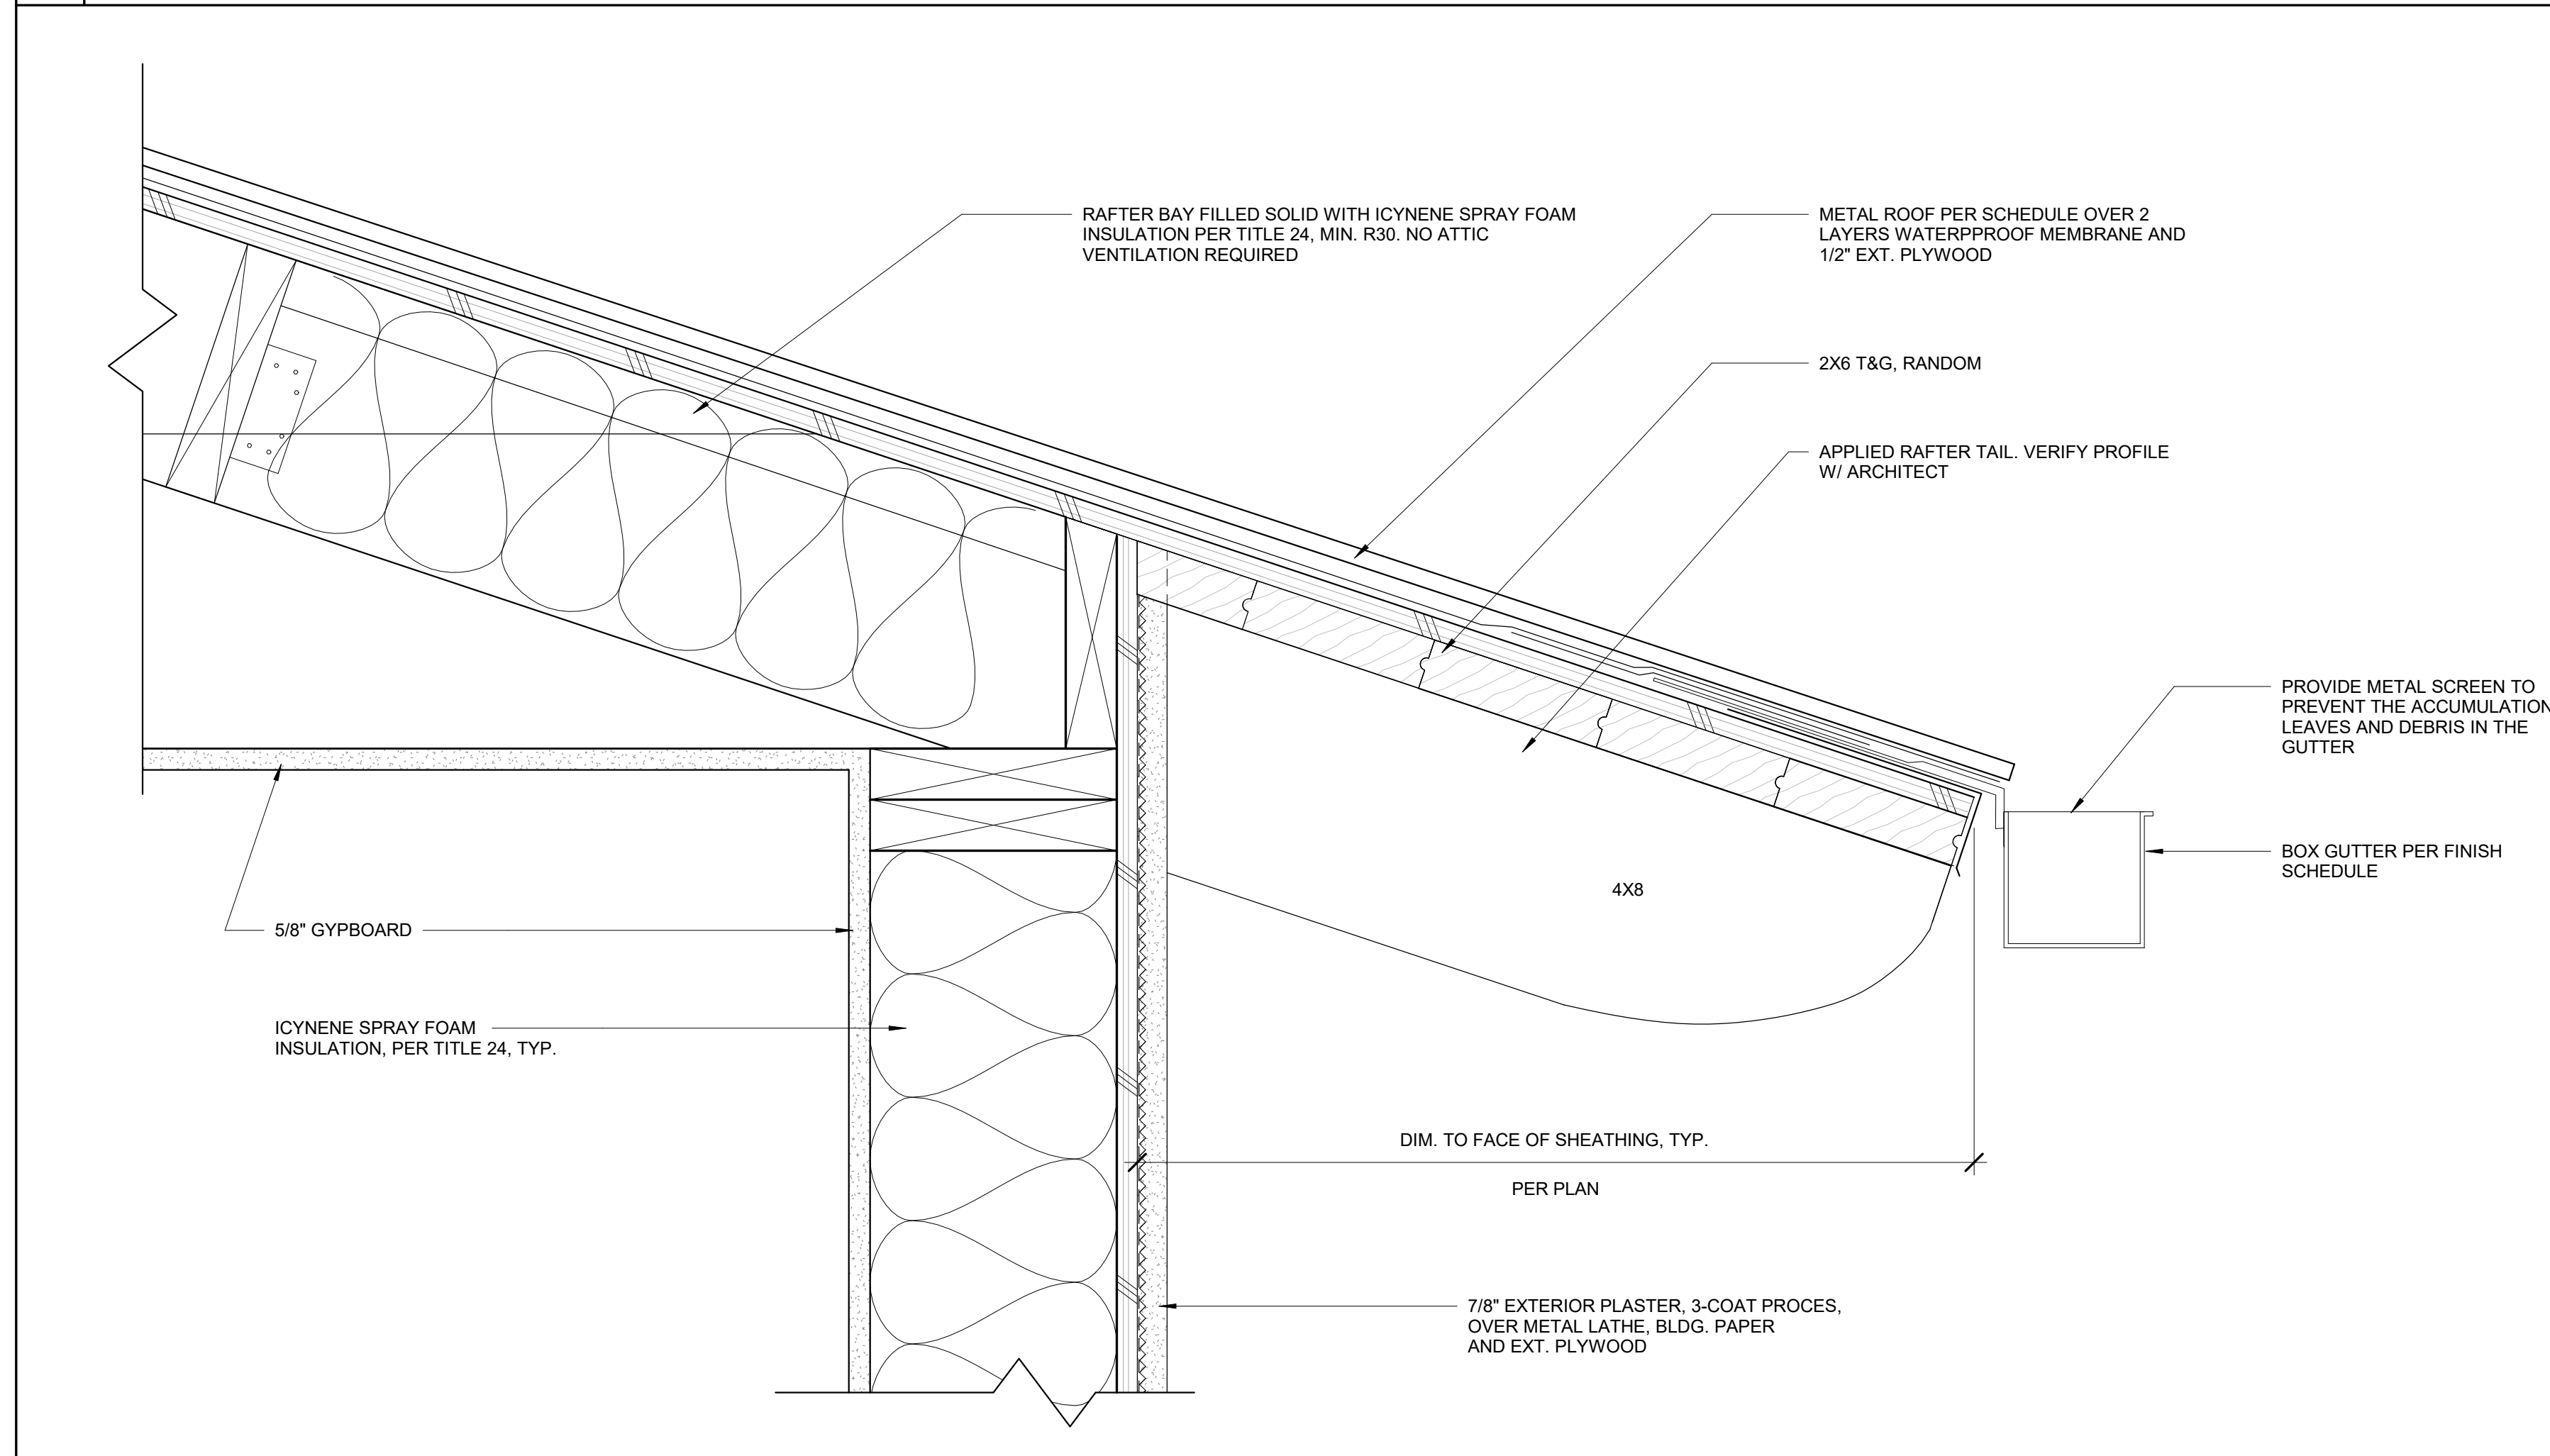 RAFTER BAY FILLED SOLID WITH ICYNENE SPRAY FOAM
INSULATION PER TITLE 24, MIN. R30. NO ATTIC
VENTILATION REQUIRED
METAL ROOF PER SCHEDULE OVER 2
LAYERS WATERPPROOF MEMBRANE AND
1/2" EXT. PLYWOOD
2X6 T&G, RANDOM
APPLIED RAFTER TAIL. VERIFY PROFILE
W/ ARCHITECT
PROVIDE METAL SCREEN TO
PREVENT THE ACCUMULATION
LEAVES AND DEBRIS IN THE
GUTTER
BOX GUTTER PER FINISH
SCHEDULE
4X8
5/8" GYPBOARD
ICYNENE SPRAY FOAM
INSULATION, PER TITLE 24, TYP.
DIM. TO FACE OF SHEATHING, TYP.
PER PLAN
7/8" EXTERIOR PLASTER, 3-COAT PROCES,
OVER METAL LATHE, BLDG. PAPER
AND EXT. PLYWOOD